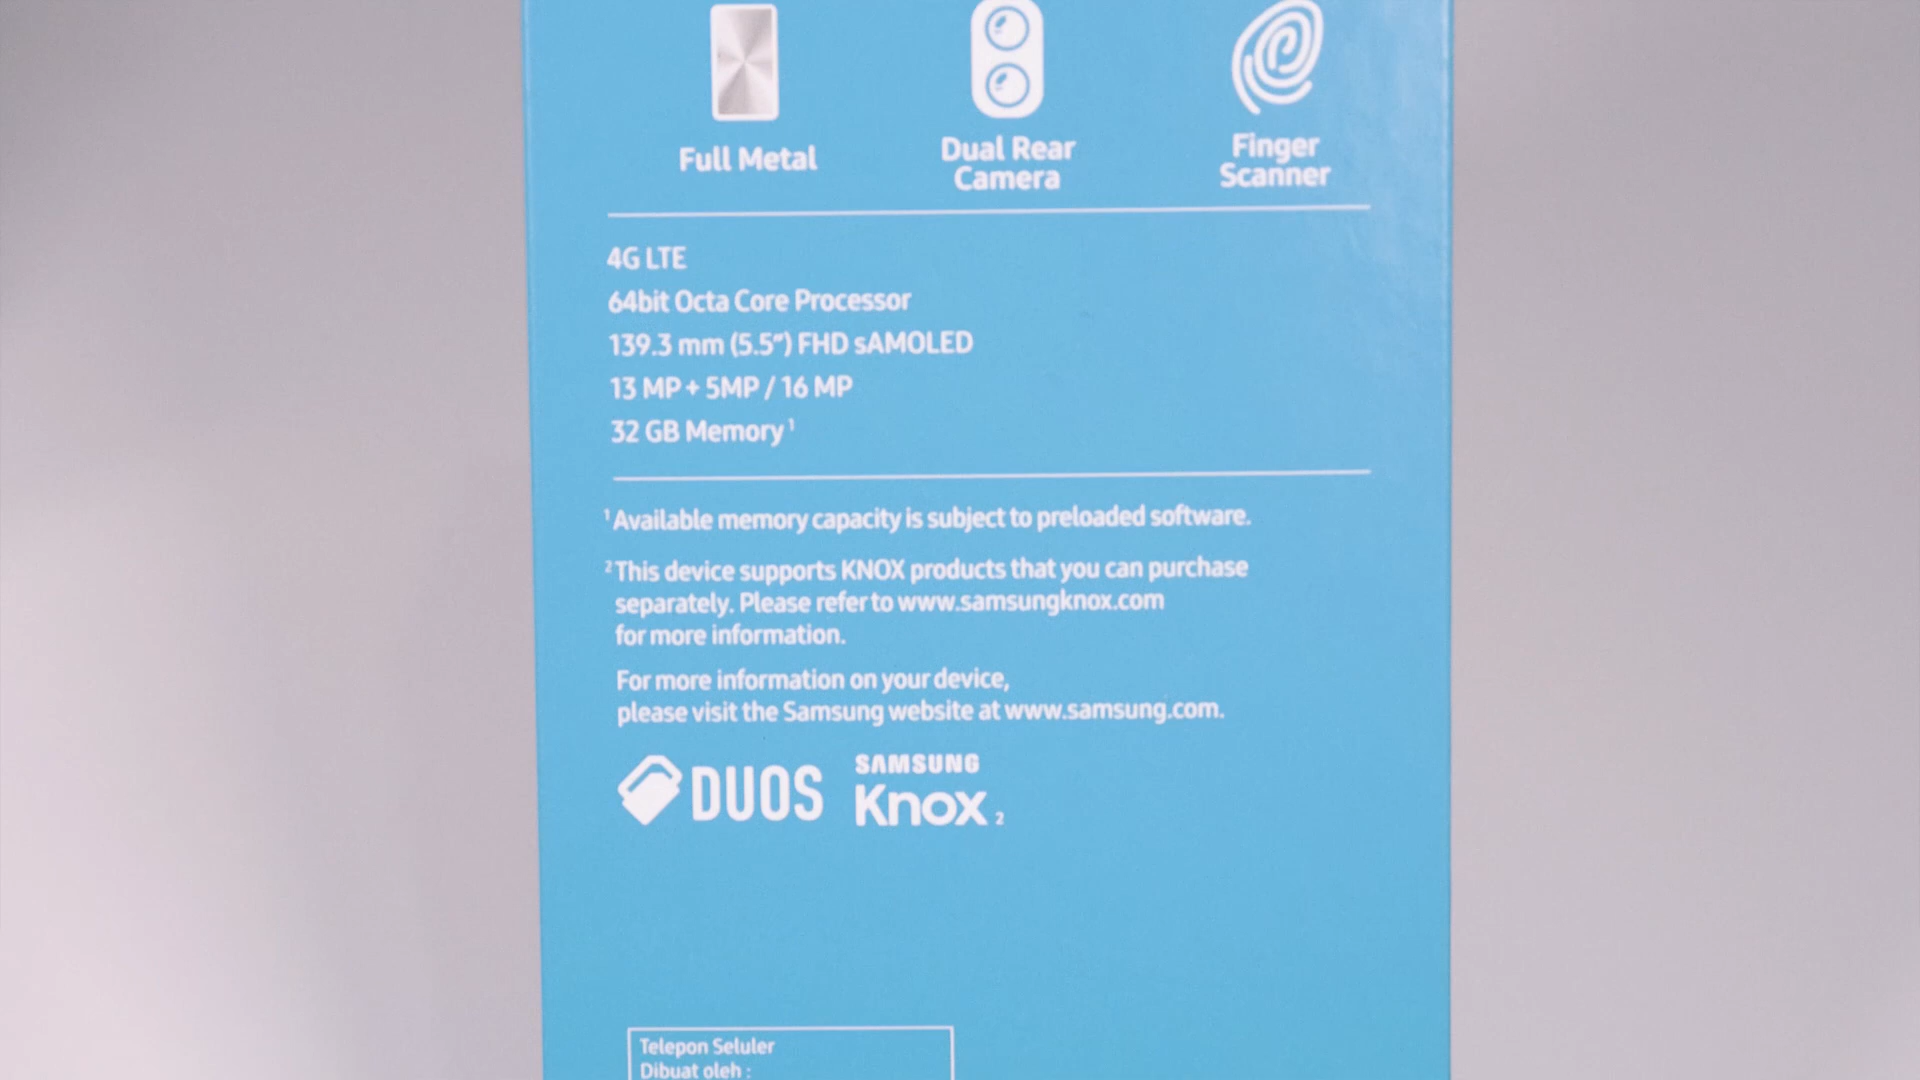 Full Metal
Dual Rear
Camera
Finger
Scanner
4G LTE
64bit Octa Core Processor
139.3 mm (5.5") FHD sAMOLED
13 MP + 5MP / 16 MP
32 GB Memory ¹
¹ Available memory capacity is subject to preloaded software.
² This device supports KNOX products that you can purchase
separately. Please refer to www.samsungknox.com
for more information.
For more information on your device,
please visit the Samsung website at www.samsung.com.
DUOS
SAMSUNG
Knox ₂
Telepon Seluler
Dibuat oleh :